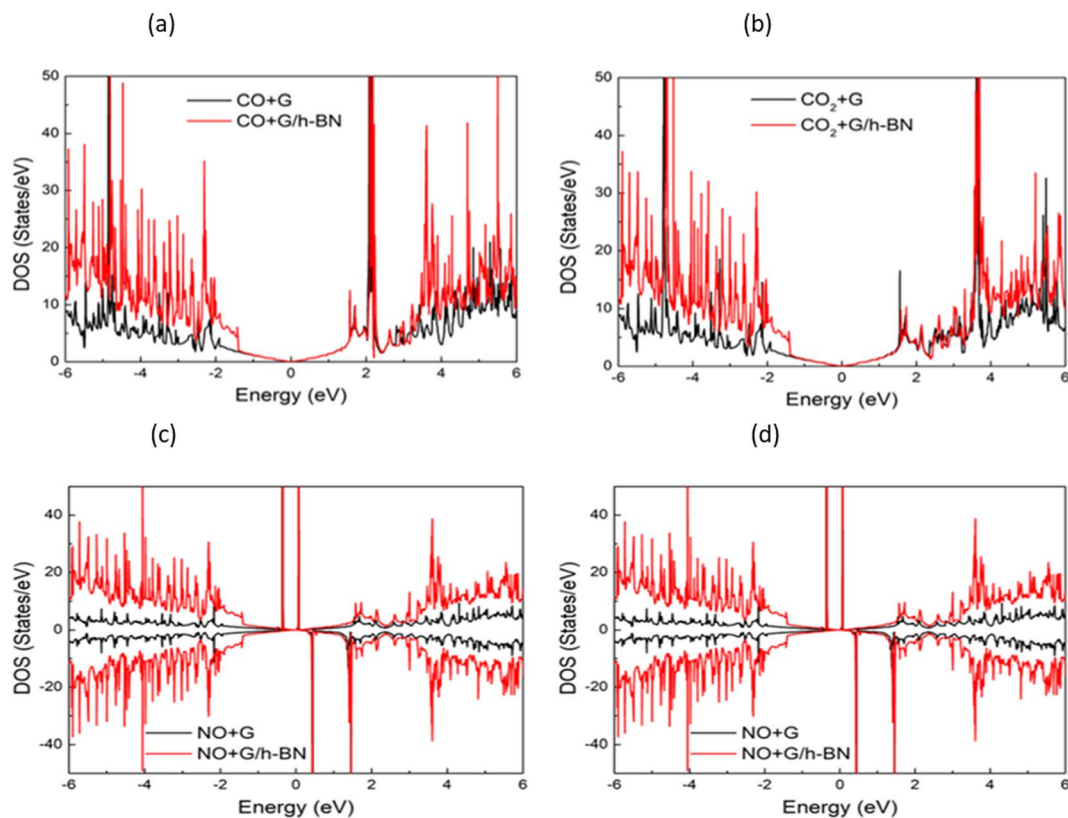 (a)
(b)
50
40
30
20
10
0
DOS (States/eV)
CO+G
CO+G/h-BN
-6 -4 -2 0 2 4 6
Energy (eV)
50
40
30
20
10
0
DOS (States/eV)
CO₂+G
CO₂+G/h-BN
-6 -4 -2 0 2 4 6
Energy (eV)
(c)
(d)
40
20
0
-20
-40
DOS (States/eV)
NO+G
NO+G/h-BN
-6 -4 -2 0 2 4 6
Energy (eV)
40
20
0
-20
-40
DOS (States/eV)
NO+G
NO+G/h-BN
-6 -4 -2 0 2 4 6
Energy (eV)